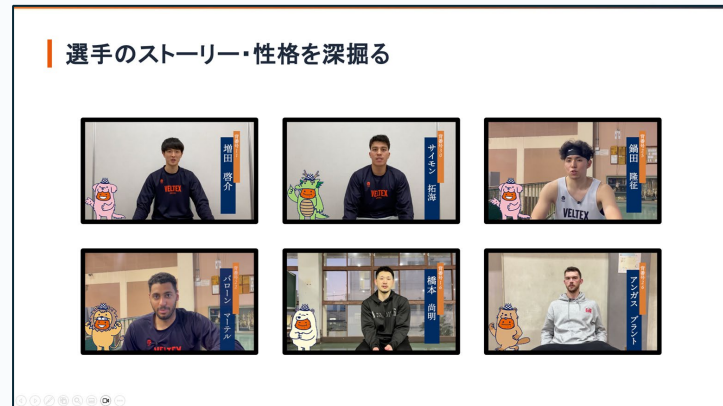 選手のストーリー・性格を深掘る
増田 啓介
VELTEX
サイモン 拓海
VELTEX
鍋田 隆征
VELTEX
バローン マーテル
VELTEX
橋本 尚明
アンガス ブラント